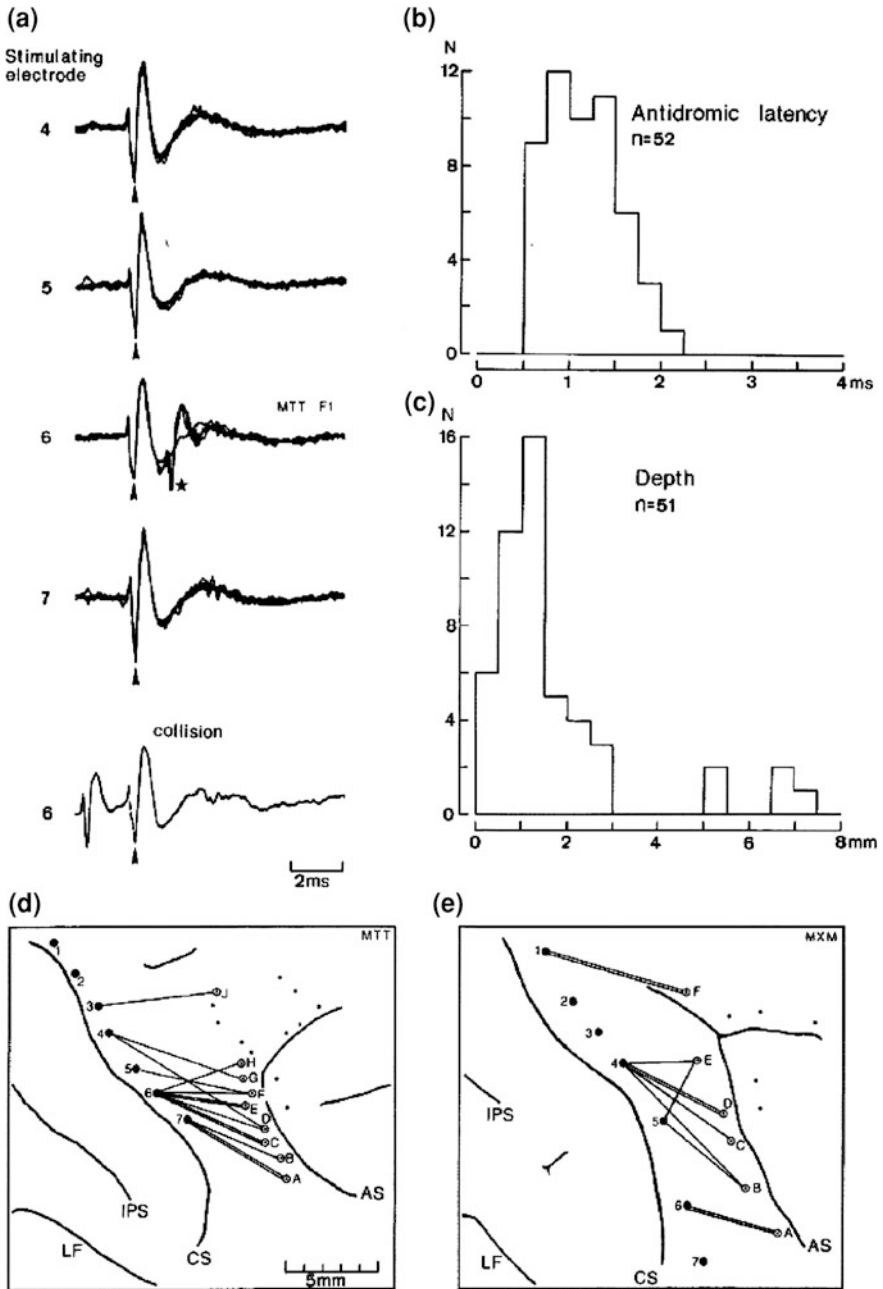 (a)
Stimulating
electrode
4
5
6
MTT F1
★
7
collision
6
2ms
(b)
N
12
8
4
0
Antidromic latency
n=52
0 1 2 3 4 ms
(c)
N
16
12
8
4
0
Depth
n=51
0 2 4 6 8mm
(d)
MTT
1
2
3
J
4
5
H
G
6
F
E
7
D
C
B
A
IPS
AS
LF
CS
5mm
(e)
MXM
1
F
2
3
4
E
D
5
C
IPS
B
6
A
AS
LF
CS
7